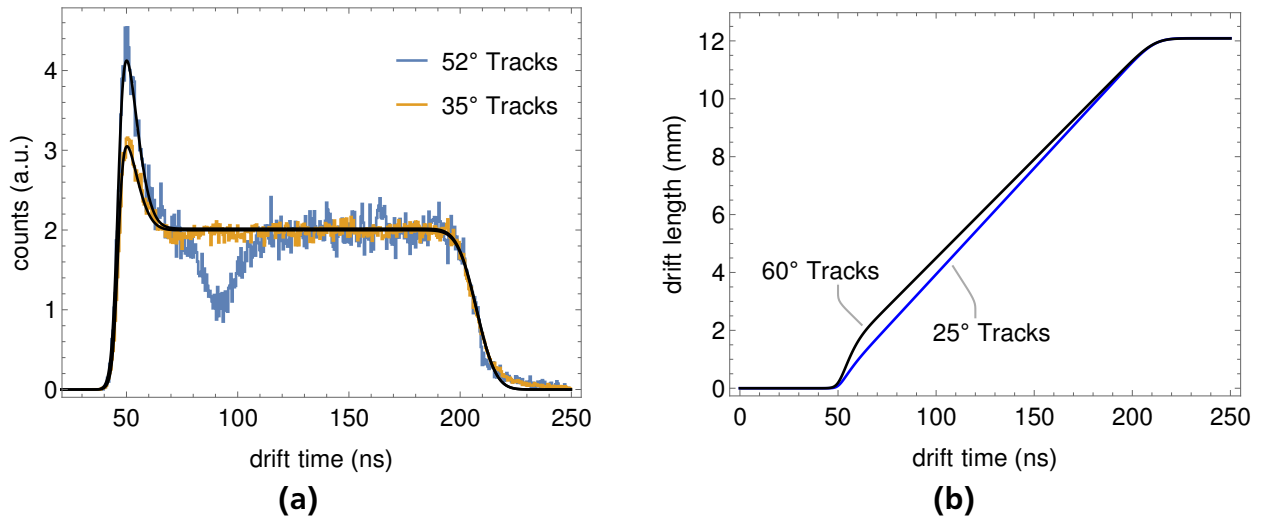 52° Tracks
35° Tracks
counts (a.u.)
4
3
2
1
0
50
100
150
200
250
drift time (ns)
(a)
drift length (mm)
12
10
8
6
4
2
0
60° Tracks
25° Tracks
0
50
100
150
200
250
drift time (ns)
(b)